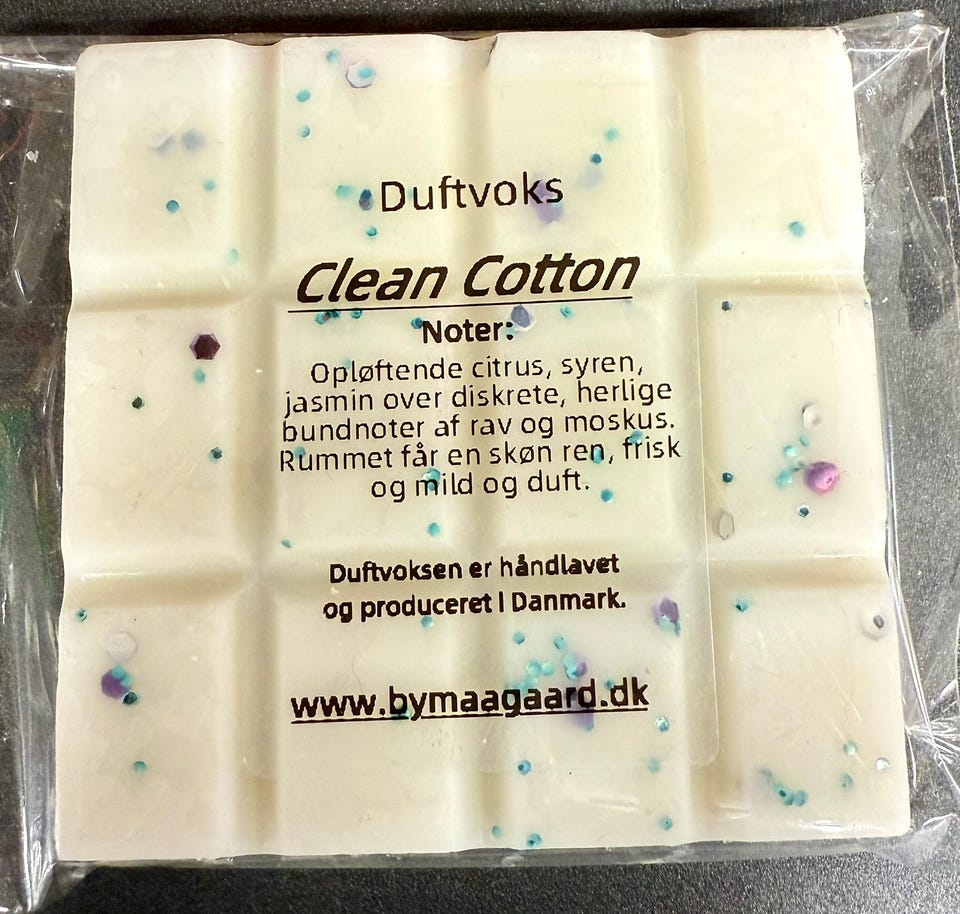 Duftvoks
Clean Cotton
Noter:
Opløftende citrus, syren,
jasmin over diskrete, herlige
bundnoter af rav og moskus.
Rummet får en skøn ren, frisk
og mild og duft.
Duftvoksen er håndlavet
og produceret I Danmark.
www.bymaagaard.dk